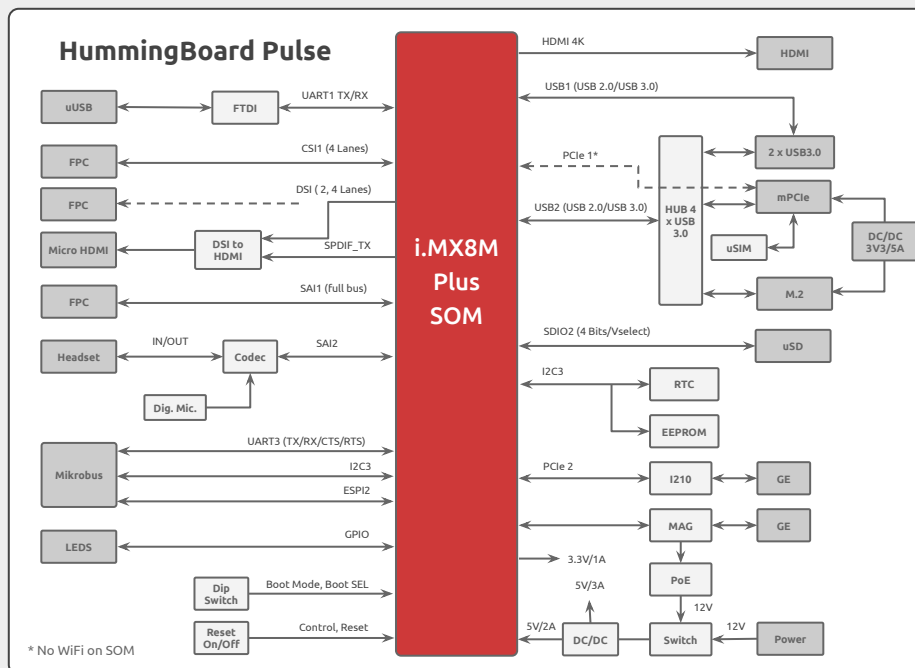 HummingBoard Pulse
HDMI 4K
HDMI
USB1 (USB 2.0/USB 3.0)
uUSB
FTDI
UART1 TX/RX
2 x USB3.0
FPC
CSI1 (4 Lanes)
PCIe 1*
mPCIe
FPC
DSI ( 2, 4 Lanes)
USB2 (USB 2.0/USB 3.0)
HUB 4
x USB
3.0
uSIM
DC/DC
3V3/5A
Micro HDMI
DSI to
HDMI
SPDIF_TX
i.MX8M
Plus
SOM
M.2
FPC
SAI1 (full bus)
SDIO2 (4 Bits/Vselect)
uSD
Headset
IN/OUT
Codec
SAI2
I2C3
RTC
Dig. Mic.
EEPROM
Mikrobus
UART3 (TX/RX/CTS/RTS)
I2C3
ESPI2
PCIe 2
I210
GE
MAG
GE
LEDS
GPIO
3.3V/1A
PoE
5V/3A
Dip
Switch
Boot Mode, Boot SEL
12V
Reset
On/Off
Control, Reset
5V/2A
DC/DC
Switch
12V
Power
* No WiFi on SOM